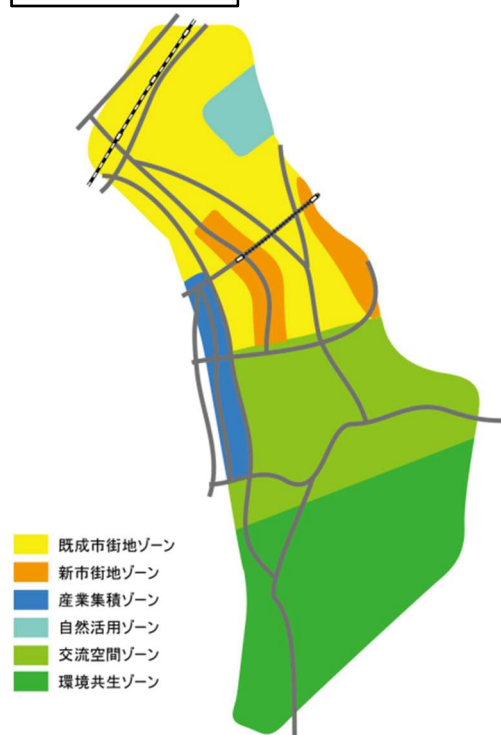 既成市街地ゾーン
新市街地ゾーン
産業集積ゾーン
自然活用ゾーン
交流空間ゾーン
環境共生ゾーン